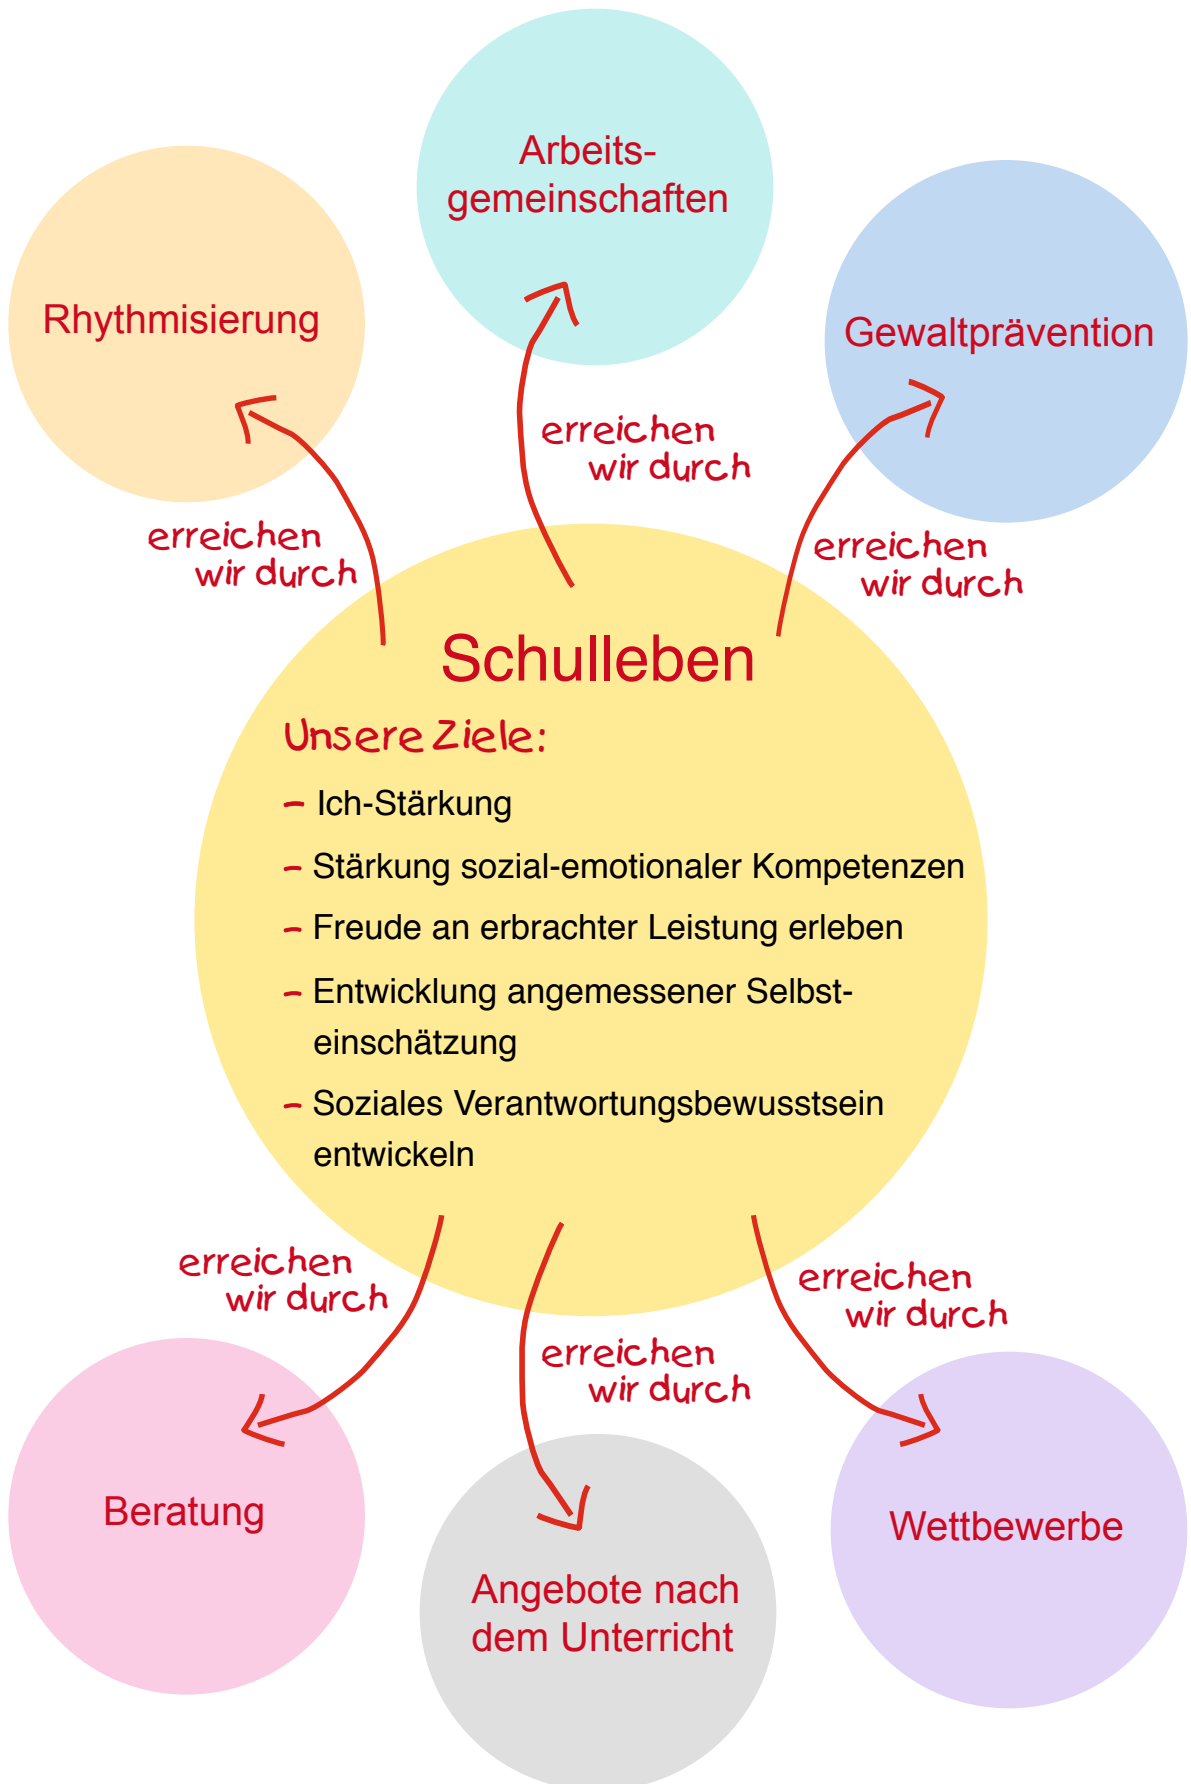 Arbeits-
gemeinschaften
Rhythmisierung
Gewaltprävention
erreichen
wir durch
erreichen
wir durch
erreichen
wir durch
Schulleben
Unsere Ziele:
– Ich-Stärkung
– Stärkung sozial-emotionaler Kompetenzen
– Freude an erbrachter Leistung erleben
– Entwicklung angemessener Selbst-
einschätzung
– Soziales Verantwortungsbewusstsein
entwickeln
erreichen
wir durch
erreichen
wir durch
erreichen
wir durch
Beratung
Angebote nach
dem Unterricht
Wettbewerbe